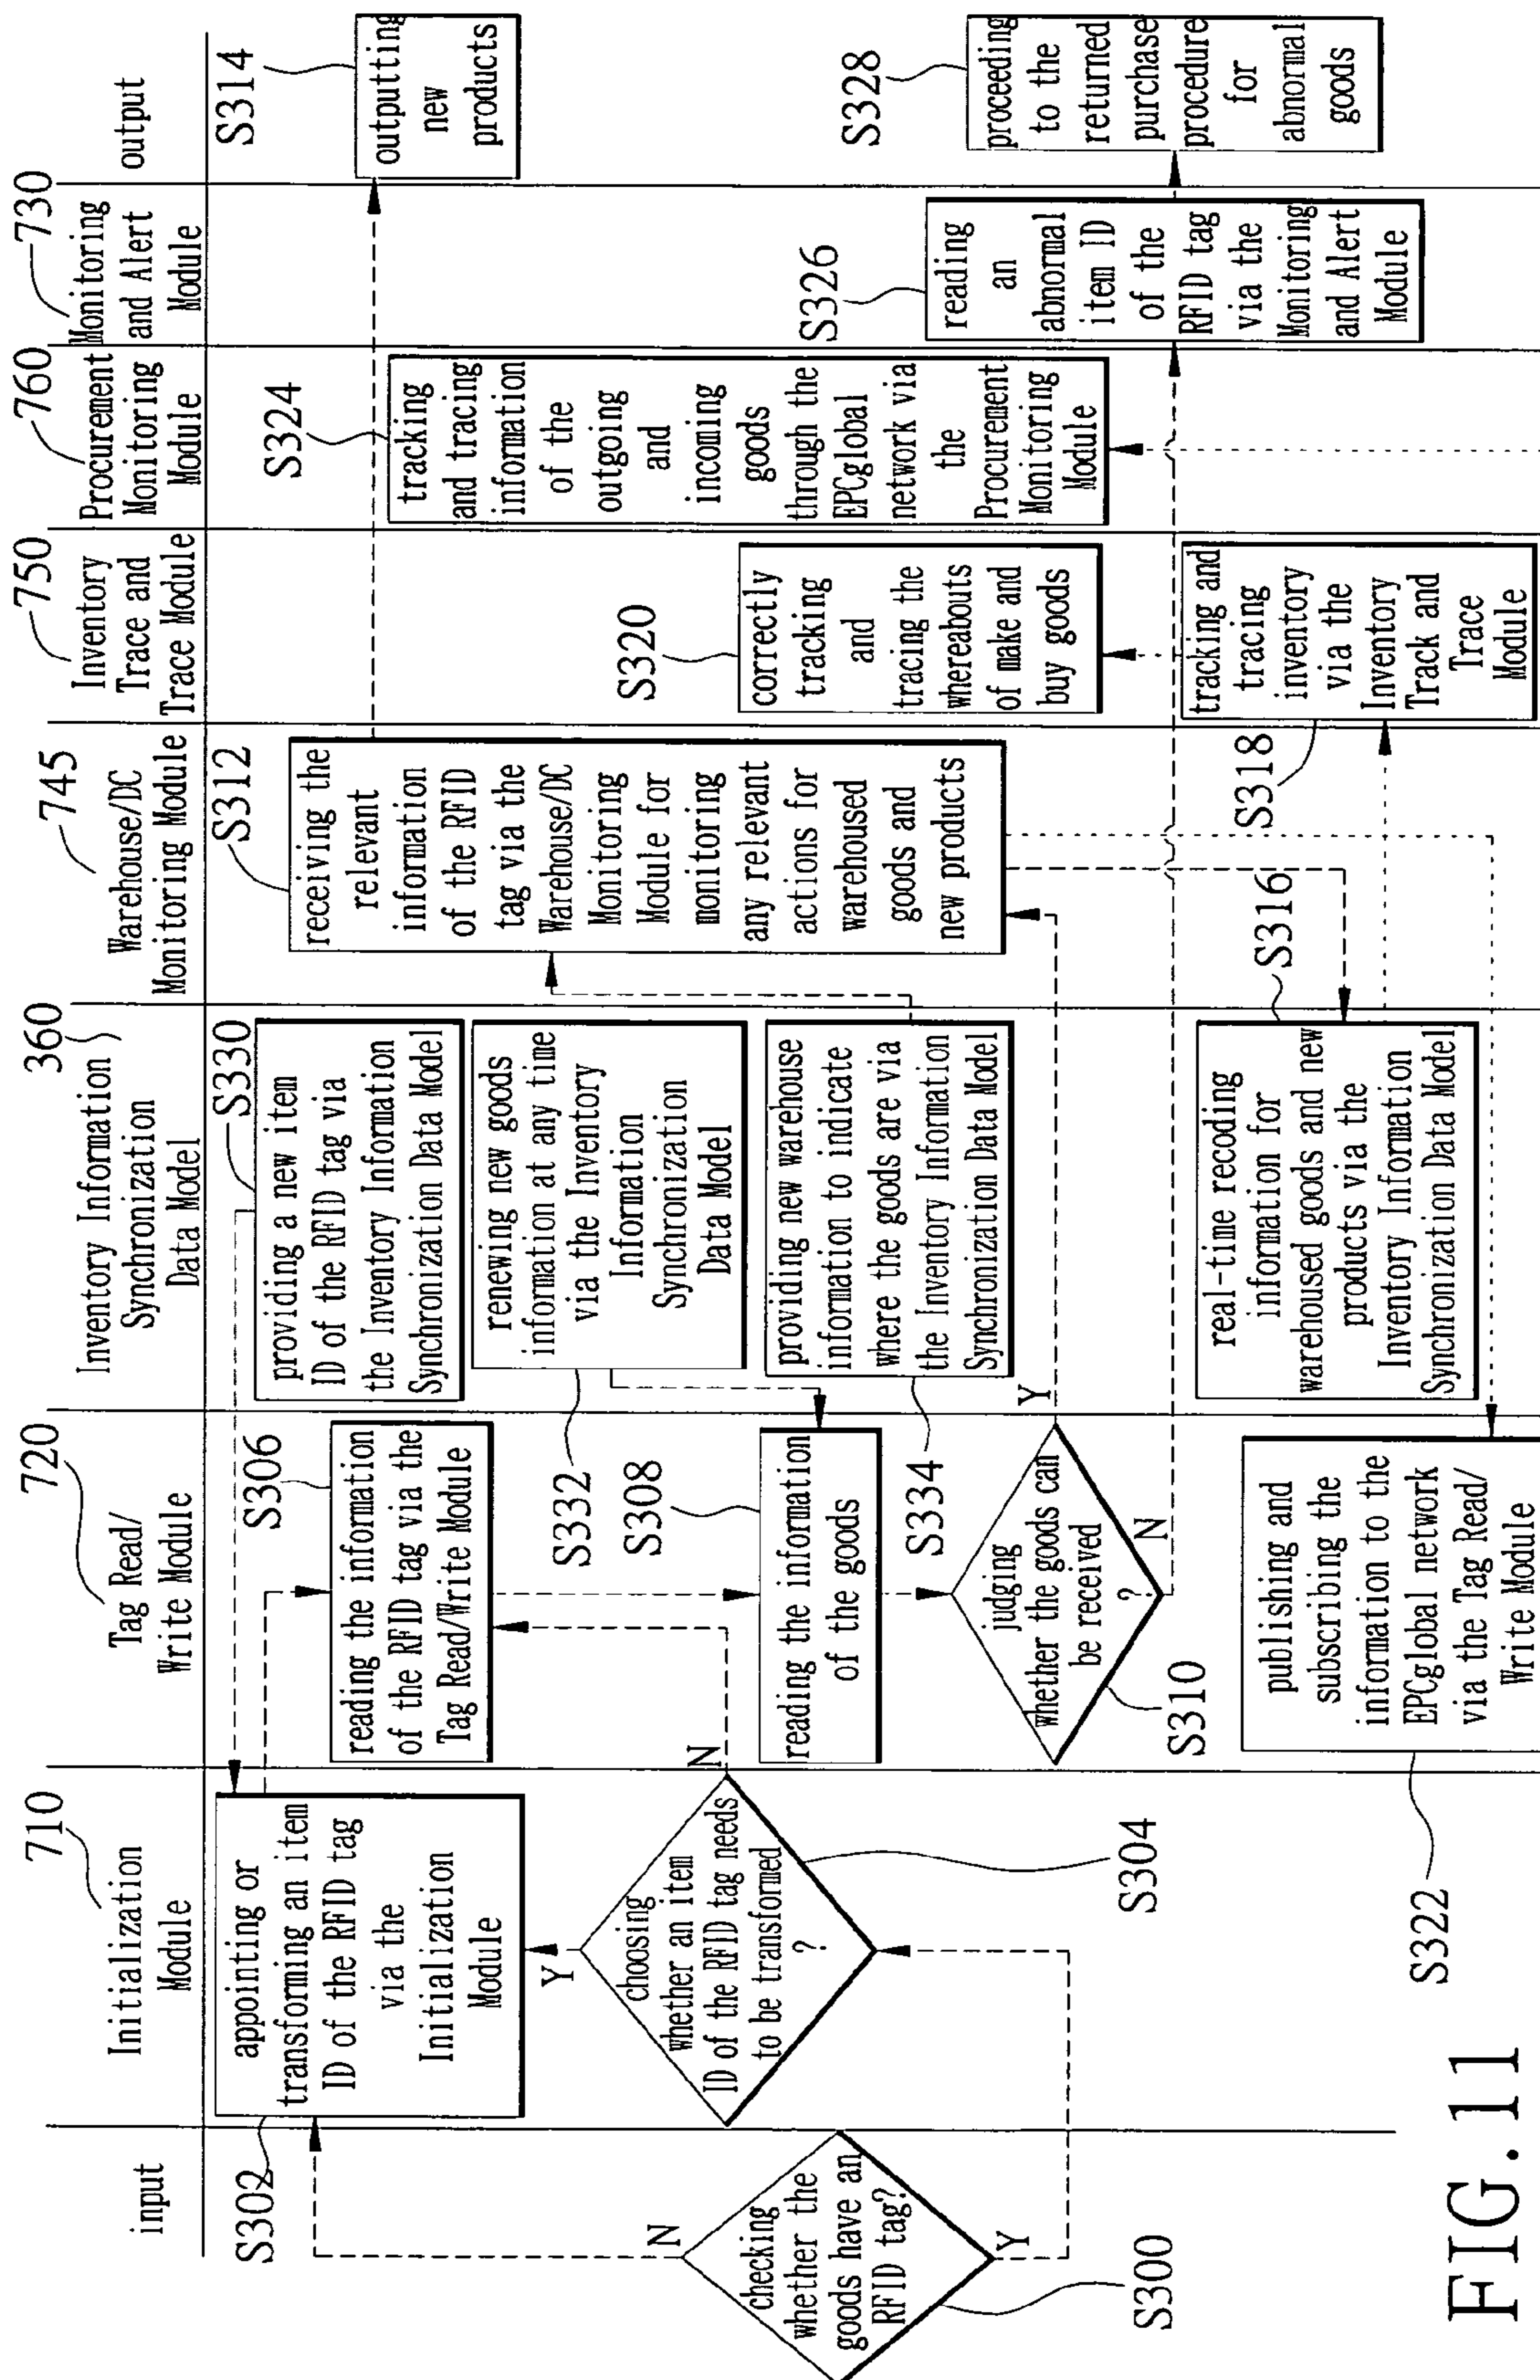 input
710
Initialization
Module
720
Tag Read/
Write Module
360
Inventory Information
Synchronization
Data Model
745
Warehouse/DC
Monitoring Module
750
Inventory
Trace and
Trace Module
760
Procurement
Monitoring
Module
730
Monitoring
and Alert
Module
output
S300
checking
whether the
goods have an
RFID tag?
N
Y
S302
appointing or
transforming an item
ID of the RFID tag
via the
Initialization
Module
Y
choosing
whether an item
ID of the RFID tag needs
to be transformed
?
N
S304
S306
reading the information
of the RFID tag via the
Tag Read/Write Module
S308
reading the information
of the goods
judging
whether the goods can
be received
?
Y
N
S310
S322
publishing and
subscribing the
information to the
EPCglobal network
via the Tag Read/
Write Module
S330
providing a new item
ID of the RFID tag via
the Inventory Information
Synchronization Data Model
S332
renewing new goods
information at any time
via the Inventory
Information
Synchronization
Data Model
S334
providing new warehouse
information to indicate
where the goods are via
the Inventory Information
Synchronization Data Model
S316
real-time recoding
information for
warehoused goods and new
products via the
Inventory Information
Synchronization Data Model
S312
receiving the
relevant
information
of the RFID
tag via the
Warehouse/DC
Monitoring
Module for
monitoring
any relevant
actions for
warehoused
goods and
new products
S320
correctly
tracking
and
tracing the
whereabouts
of make and
buy goods
S318
tracking and
tracing
inventory
via the
Inventory
Track and
Trace
Module
S324
tracking
and tracing
information
of the
outgoing
and
incoming
goods
through the
EPCglobal
network via
the
Procurement
Monitoring
Module
S326
reading
an
abnormal
item ID
of the
RFID tag
via the
Monitoring
and Alert
Module
S314
outputting
new
products
S328
proceeding
to the
returned
purchase
procedure
for
abnormal
goods
FIG.11